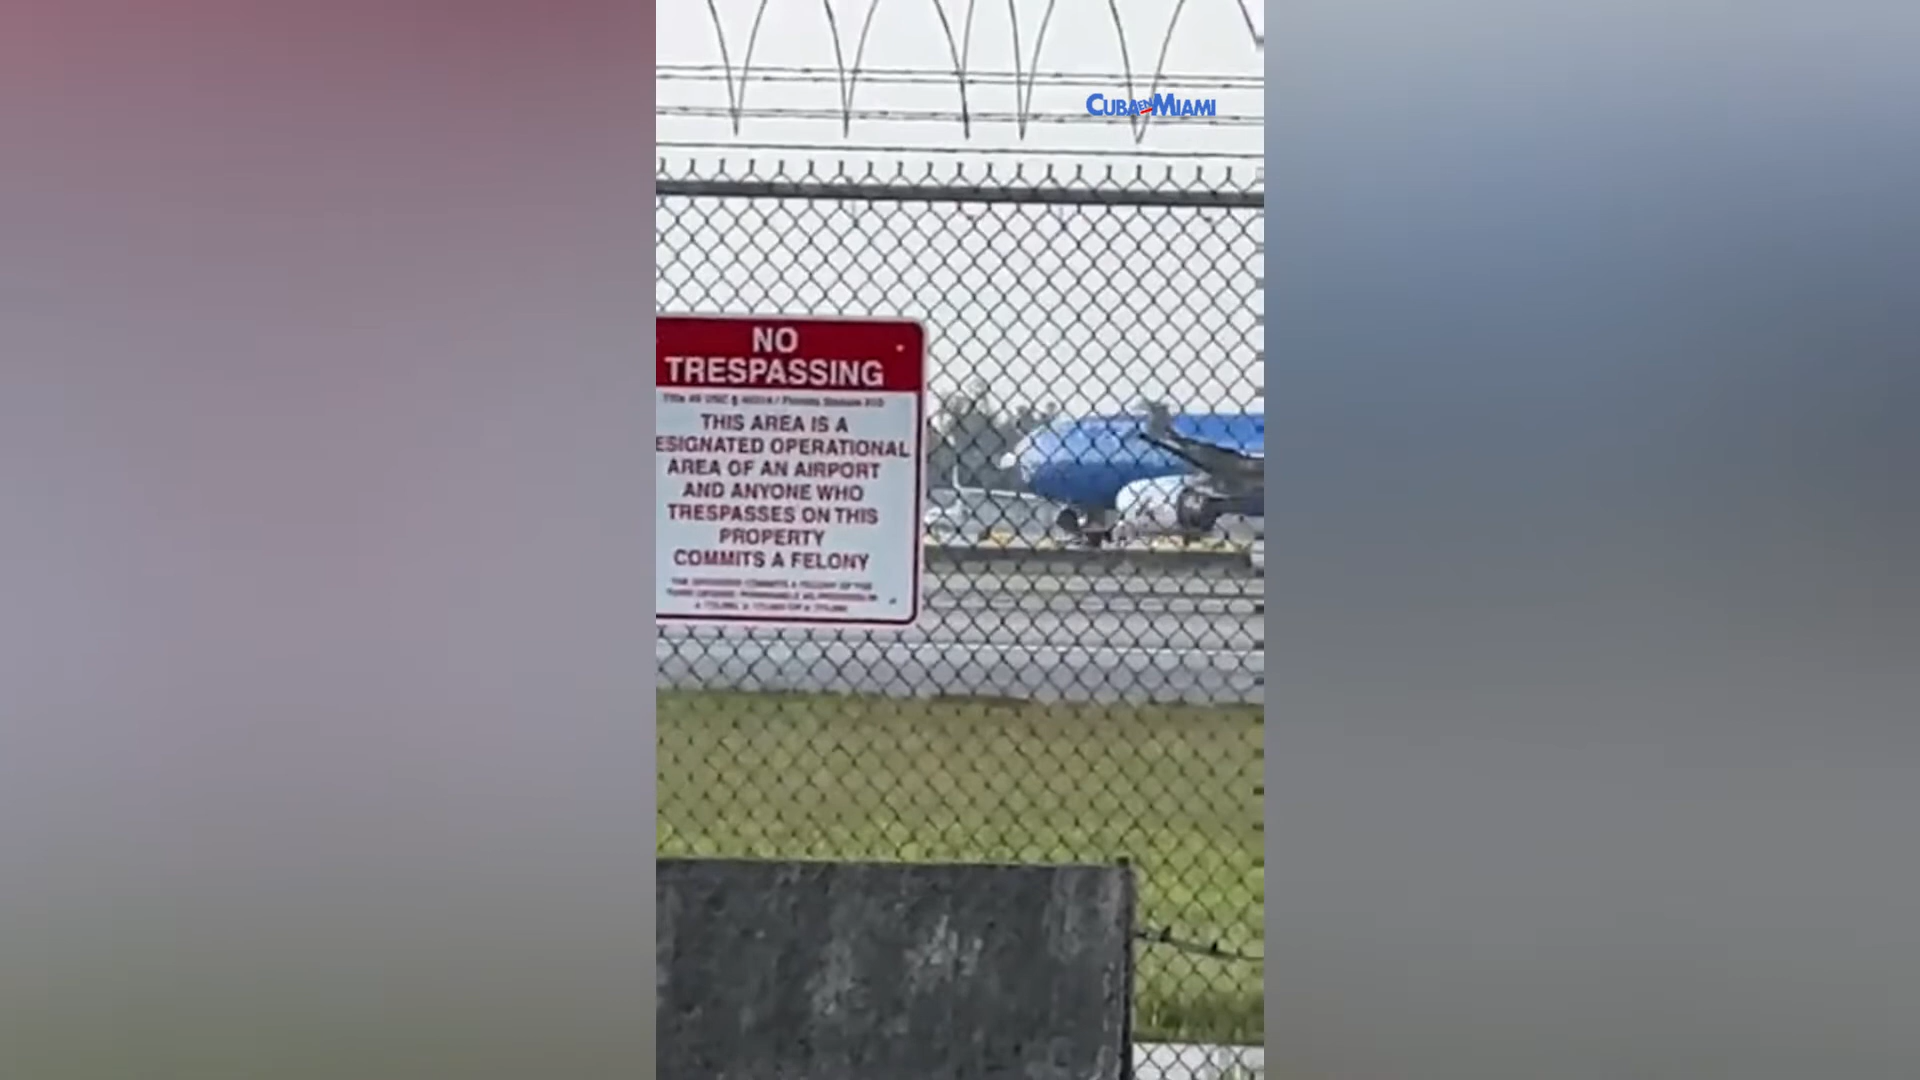 CUBAENMIAMI
NO
TRESPASSING
THIS AREA IS A
ESIGNATED OPERATIONAL
AREA OF AN AIRPORT
AND ANYONE WHO
TRESPASSES ON THIS
PROPERTY
COMMITS A FELONY